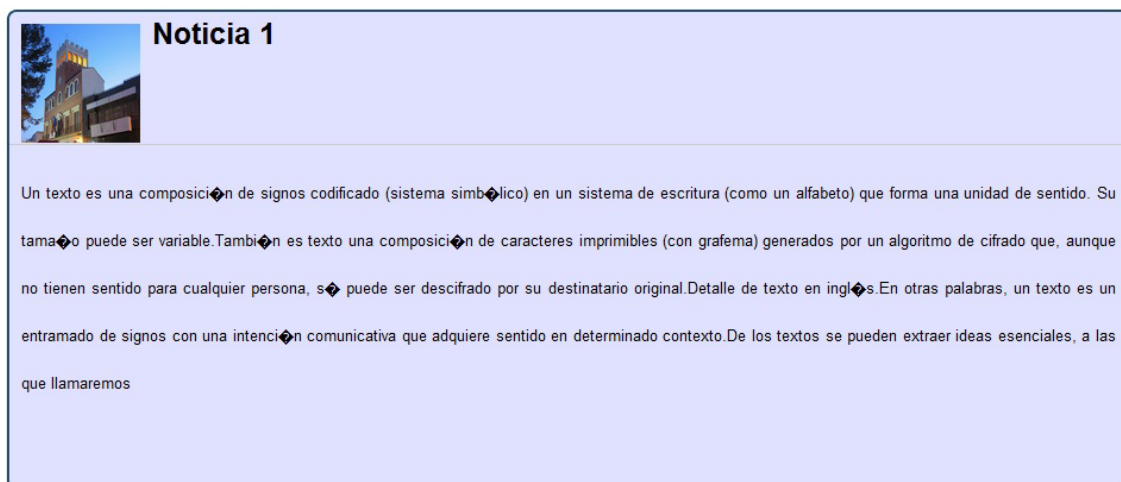 Noticia 1
Un texto es una composici�n de signos codificado (sistema simb�lico) en un sistema de escritura (como un alfabeto) que forma una unidad de sentido. Su
tama�o puede ser variable.Tambi�n es texto una composici�n de caracteres imprimibles (con grafema) generados por un algoritmo de cifrado que, aunque
no tienen sentido para cualquier persona, s� puede ser descifrado por su destinatario original.Detalle de texto en ingl�s.En otras palabras, un texto es un
entramado de signos con una intenci�n comunicativa que adquiere sentido en determinado contexto.De los textos se pueden extraer ideas esenciales, a las
que llamaremos